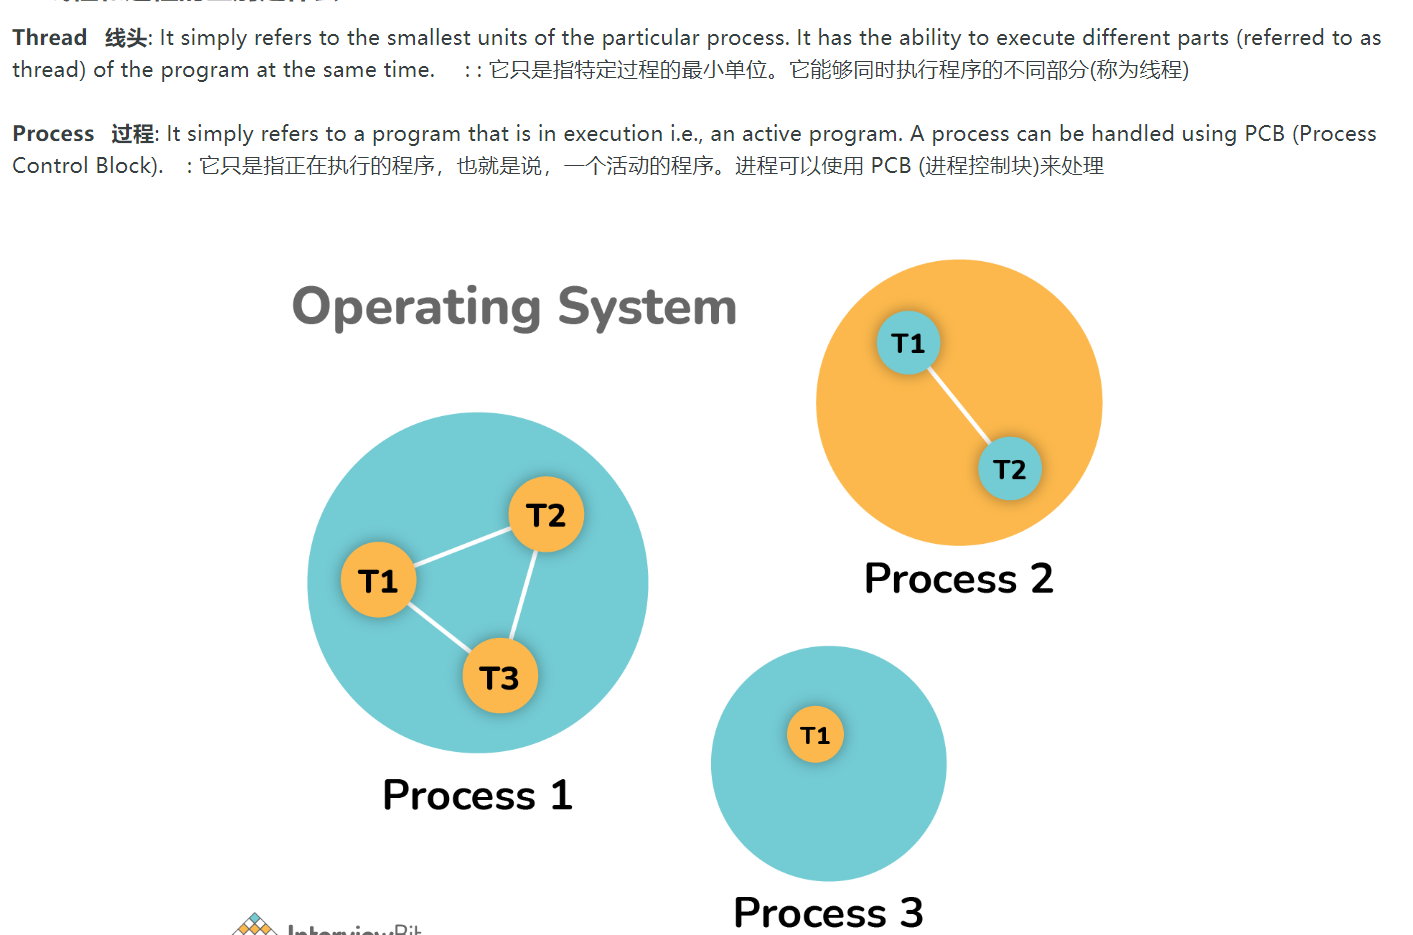 Thread 线头: It simply refers to the smallest units of the particular process. It has the ability to execute different parts (referred to as
thread) of the program at the same time. : : 它只是指特定过程的最小单位。它能够同时执行程序的不同部分(称为线程)
Process 过程: It simply refers to a program that is in execution i.e., an active program. A process can be handled using PCB (Process
Control Block). : 它只是指正在执行的程序，也就是说，一个活动的程序。进程可以使用 PCB (进程控制块)来处理
Operating System
T1
T2
Process 2
T2
T1
T3
Process 1
T1
Process 3
InterviewBit